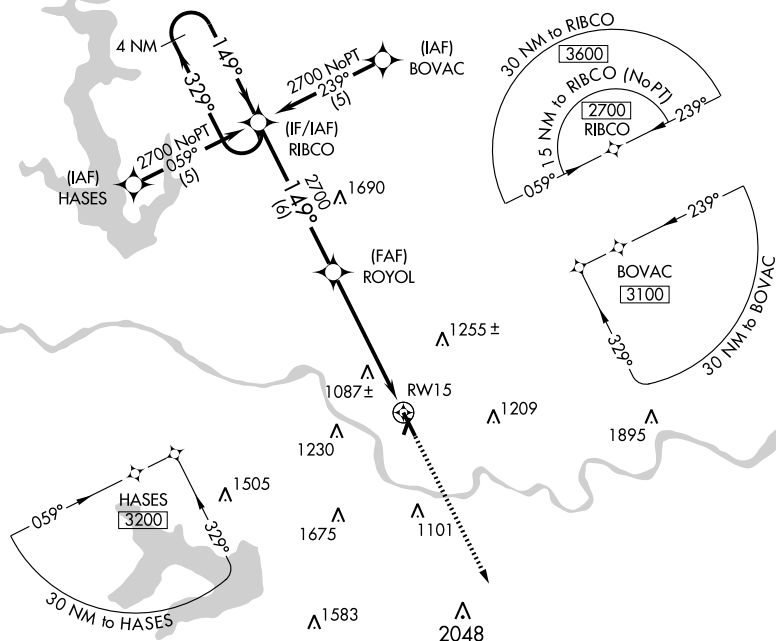 4 NM
149°
329°
2700 NoPT
239°
(5)
(IAF)
BOVAC
2700 NoPT
059°
(5)
(IAF)
HASES
(IF/IAF)
RIBCO
2700
149°
(6)
1690
(FAF)
ROYOL
1255 ±
1087 ±
RW15
1209
1895
1230
1505
1675
1101
1583
2048
30 NM to RIBCO
3600
15 NM to RIBCO (NoPT)
2700
RIBCO
239°
059°
239°
BOVAC
3100
329°
30 NM to BOVAC
059°
HASES
3200
329°
30 NM to HASES